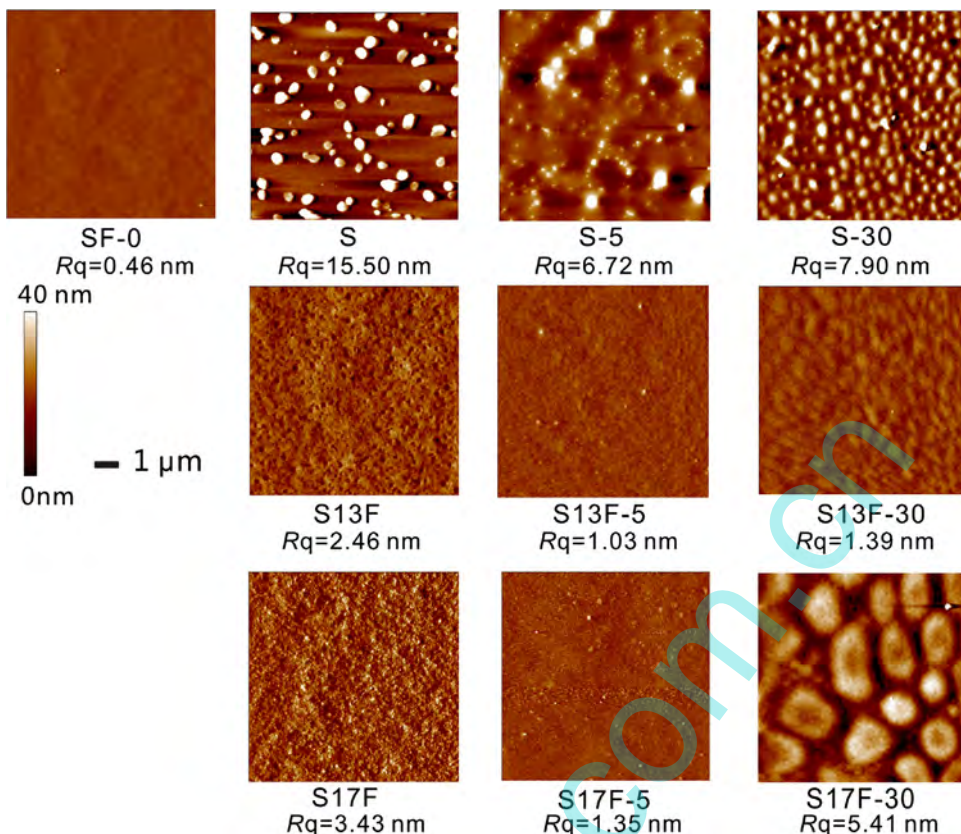 SF-0
Rq=0.46 nm
S
Rq=15.50 nm
S-5
Rq=6.72 nm
S-30
Rq=7.90 nm
40 nm
0nm
1 μm
S13F
Rq=2.46 nm
S13F-5
Rq=1.03 nm
S13F-30
Rq=1.39 nm
S17F
Rq=3.43 nm
S17F-5
Rq=1.35 nm
S17F-30
Rq=5.41 nm
com.cn